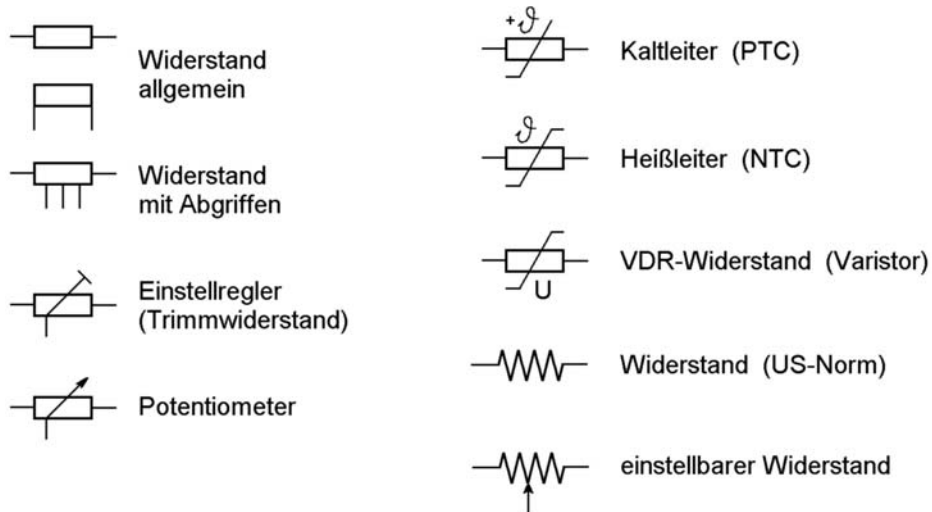 Widerstand
allgemein
Widerstand
mit Abgriffen
Einstellregler
(Trimmwiderstand)
Potentiometer
+ϑ
Kaltleiter (PTC)
ϑ
Heißleiter (NTC)
VDR-Widerstand (Varistor)
U
Widerstand (US-Norm)
einstellbarer Widerstand